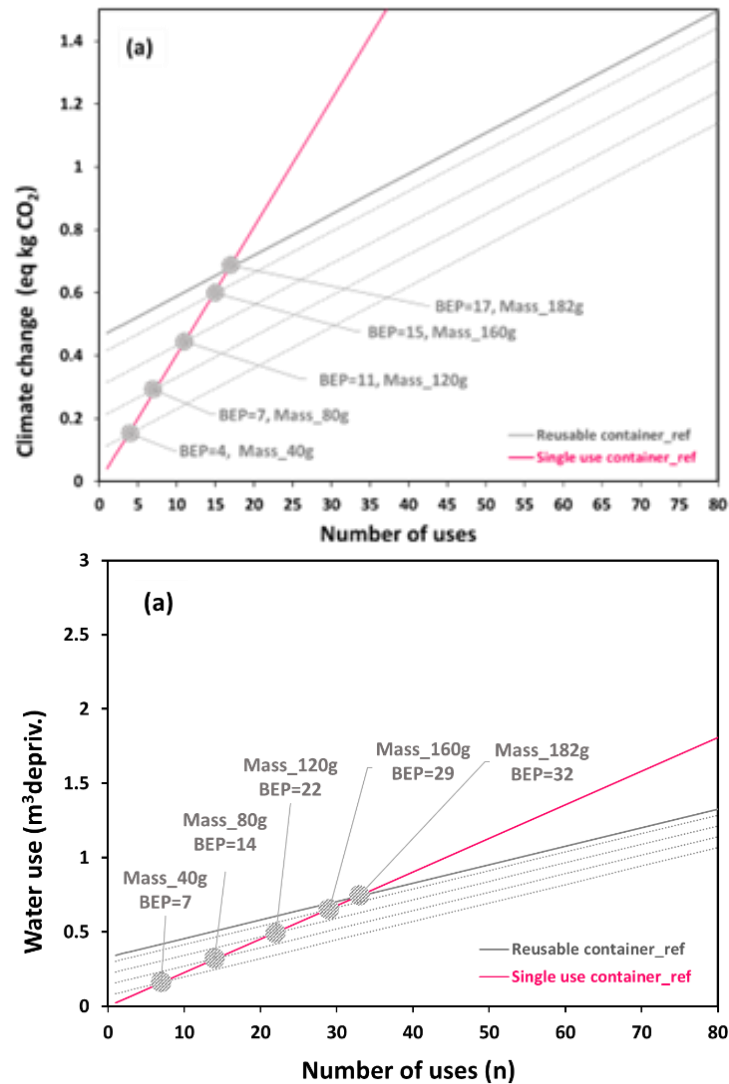 (a)
1.4
1.2
1
0.8
0.6
0.4
0.2
0
Climate change (eq kg CO₂)
BEP=17, Mass_182g
BEP=15, Mass_160g
BEP=11, Mass_120g
BEP=7, Mass_80g
BEP=4, Mass_40g
Reusable container_ref
Single use container_ref
0 5 10 15 20 25 30 35 40 45 50 55 60 65 70 75 80
Number of uses
(a)
3
2.5
2
1.5
1
0.5
0
Water use (m³depriv.)
Mass_160g
BEP=29
Mass_182g
BEP=32
Mass_120g
BEP=22
Mass_80g
BEP=14
Mass_40g
BEP=7
Reusable container_ref
Single use container_ref
0 10 20 30 40 50 60 70 80
Number of uses (n)